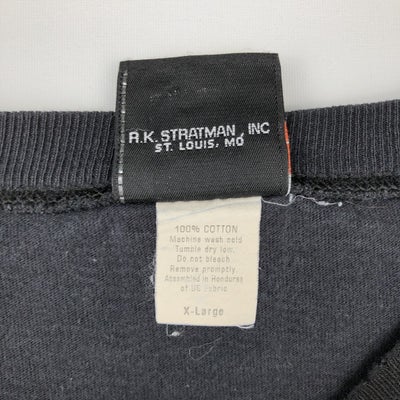 R.K. STRATMAN, INC
ST. LOUIS, MO
100% COTTON
Machine wash cold
Tumble dry low.
Do not bleach
Remove promptly.
Assembled in Honduras
of US fabric
X-Large